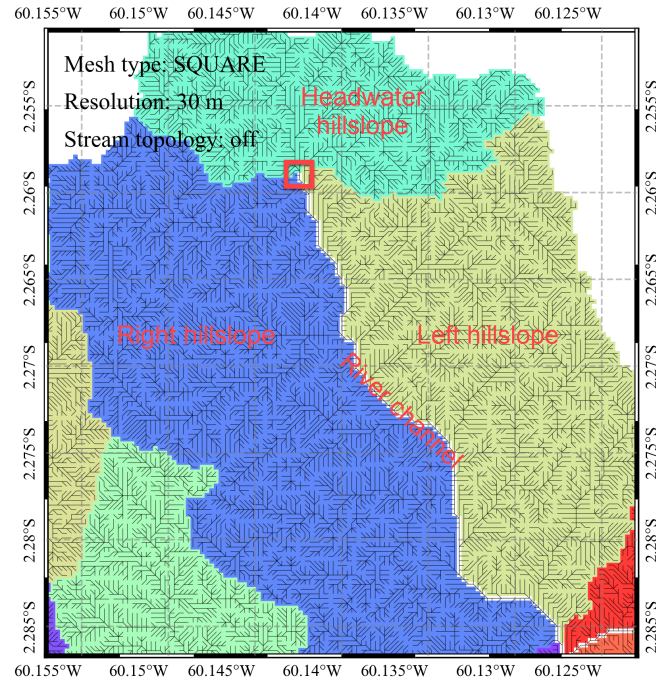 60.155°W 60.15°W 60.145°W 60.14°W 60.135°W 60.13°W 60.125°W
Mesh type: SQUARE
Resolution: 30 m
Stream topology: off
Headwater
hillslope
Right hillslope
Left hillslope
River channel
2.255°S
2.26°S
2.265°S
2.27°S
2.275°S
2.28°S
2.285°S
2.255°S
2.26°S
2.265°S
2.27°S
2.275°S
2.28°S
2.285°S
60.155°W 60.15°W 60.145°W 60.14°W 60.135°W 60.13°W 60.125°W